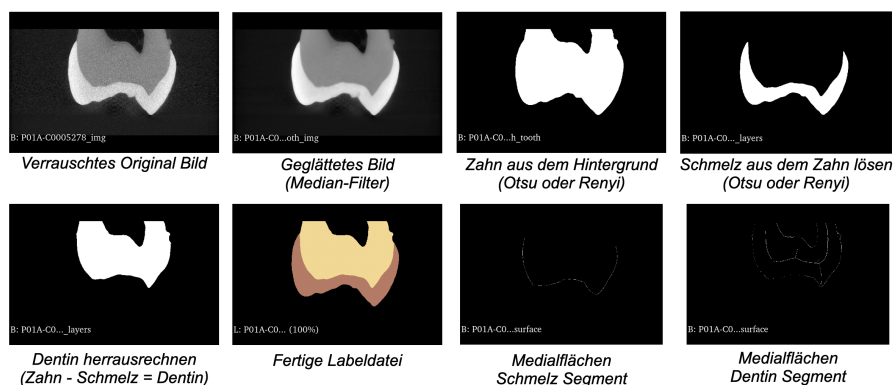 B: P01A-C0005278_img
B: P01A-C0...oth_img
B: P01A-C0...h_tooth
B: P01A-C0..._layers
Verrauschtes Original Bild
Geglättetes Bild
(Median-Filter)
Zahn aus dem Hintergrund
(Otsu oder Renyi)
Schmelz aus dem Zahn lösen
(Otsu oder Renyi)
B: P01A-C0..._layers
L: P01A-C0... (100%)
B: P01A-C0...surface
B: P01A-C0...surface
Dentin herrausrechnen
(Zahn - Schmelz = Dentin)
Fertige Labeldatei
Medialflächen
Schmelz Segment
Medialflächen
Dentin Segment